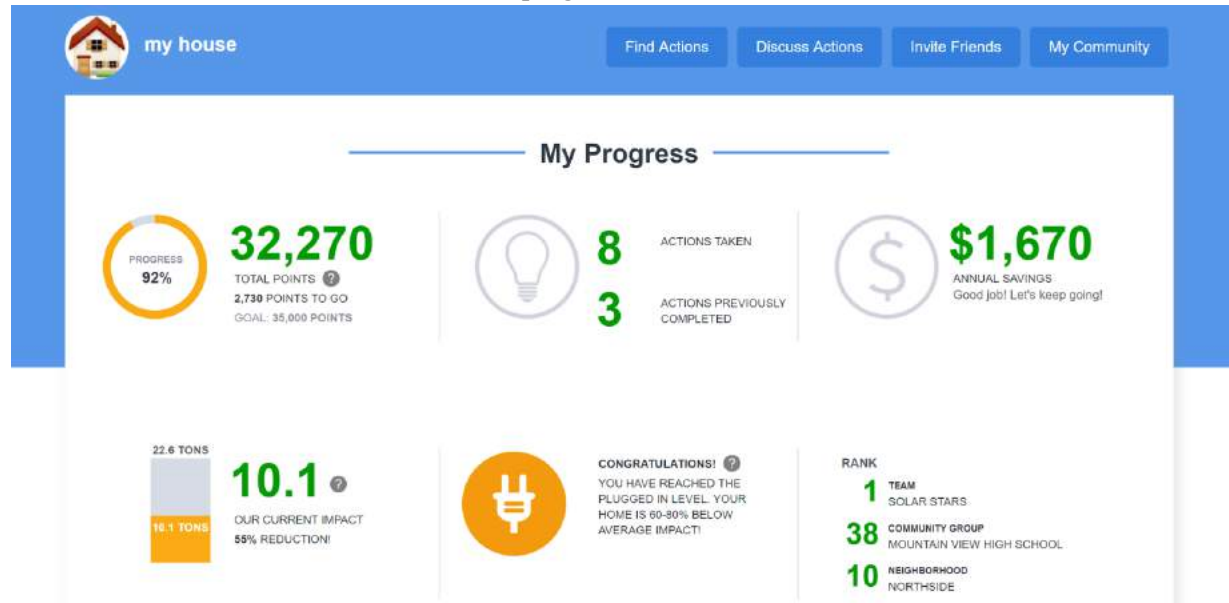 my house
Find Actions
Discuss Actions
Invite Friends
My Community
My Progress
PROGRESS
92%
32,270
TOTAL POINTS ?
2,730 POINTS TO GO
GOAL: 35,000 POINTS
8 ACTIONS TAKEN
3 ACTIONS PREVIOUSLY
COMPLETED
$
$1,670
ANNUAL SAVINGS
Good job! Let's keep going!
22.6 TONS
10.1 TONS
10.1 ?
OUR CURRENT IMPACT
55% REDUCTION!
CONGRATULATIONS! ?
YOU HAVE REACHED THE
PLUGGED IN LEVEL. YOUR
HOME IS 60-80% BELOW
AVERAGE IMPACT!
RANK
1 TEAM
SOLAR STARS
38 COMMUNITY GROUP
MOUNTAIN VIEW HIGH SCHOOL
10 NEIGHBORHOOD
NORTHSIDE